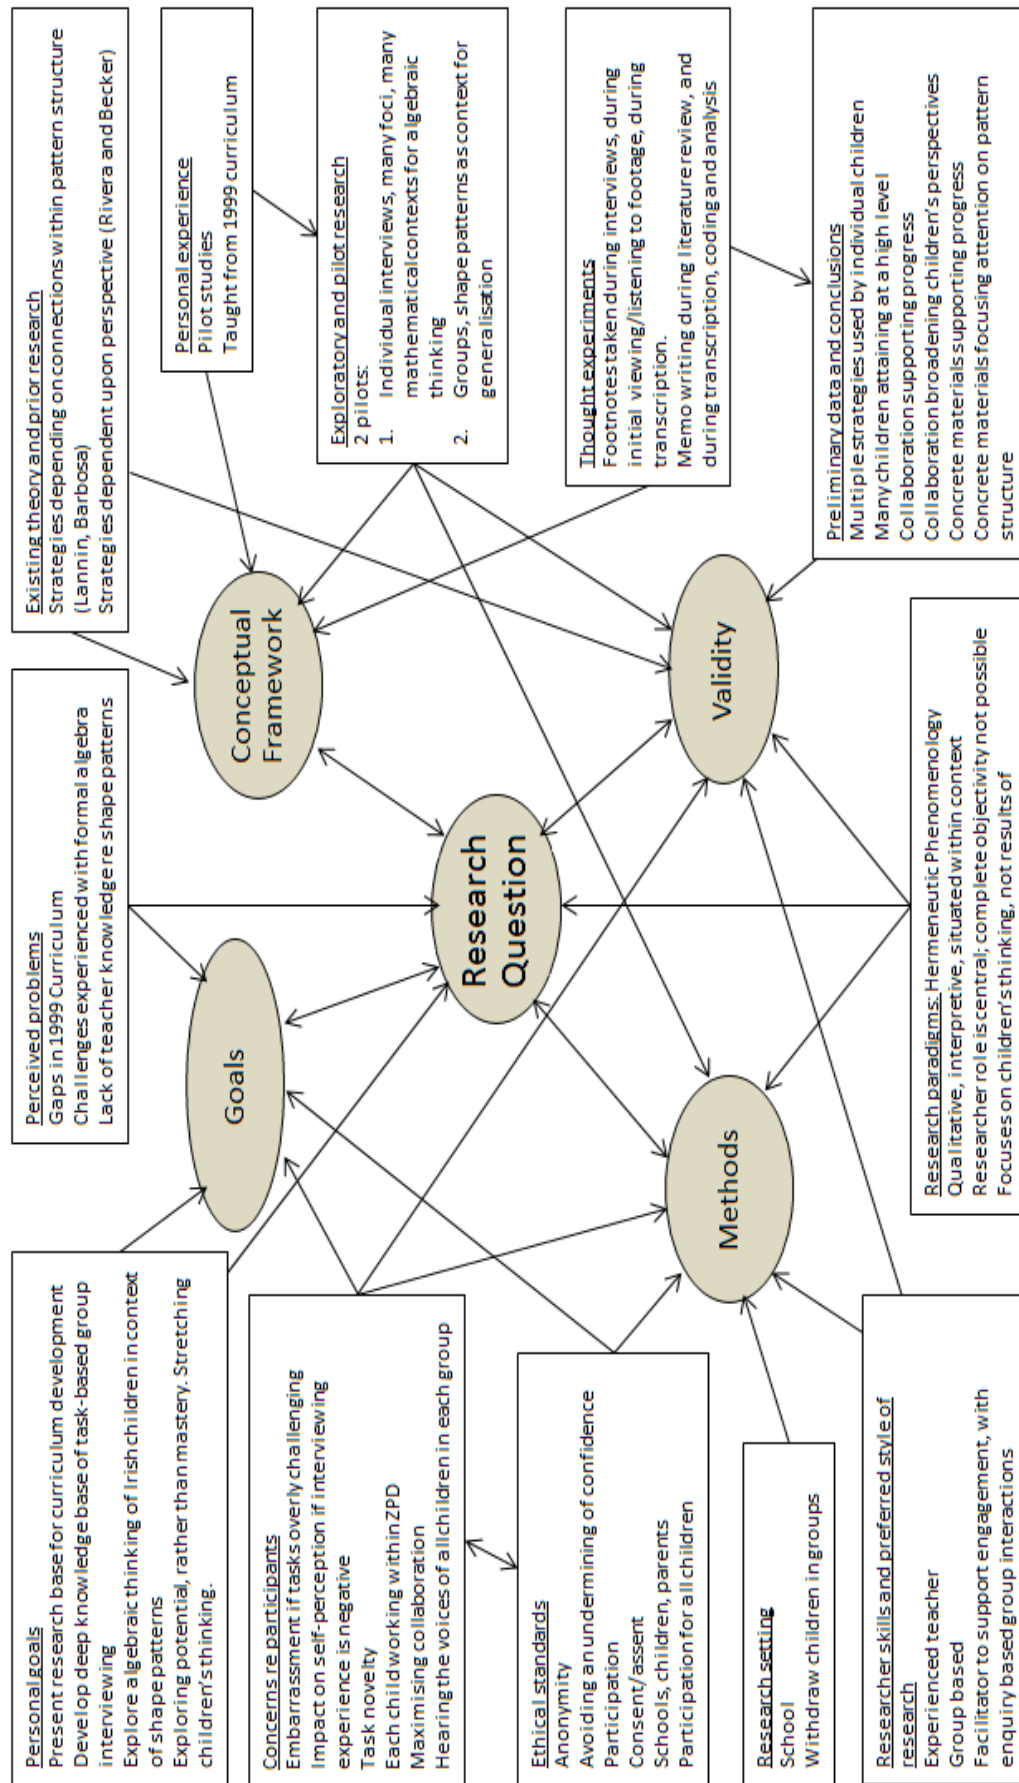 Personal goals
Present research base for curriculum development
Develop deep knowledge base of task-based group
interviewing
Explore algebraic thinking of Irish children in context
of shape patterns
Exploring potential, rather than mastery. Stretching
children's thinking.
Perceived problems
Gaps in 1999 Curriculum
Challenges experienced with formal algebra
Lack of teacher knowledge re shape patterns
Existing theory and prior research
Strategies depending on connections within pattern structure
(Lannin, Barbosa)
Strategies dependent upon perspective (Rivera and Becker)
Personal experience
Pilot studies
Taught from 1999 curriculum
Concerns re participants
Embarrassment if tasks overly challenging
Impact on self-perception if interviewing
experience is negative
Task novelty
Each child working within ZPD
Maximising collaboration
Hearing the voices of all children in each group
Goals
Conceptual
Framework
Exploratory and pilot research
2 pilots:
1. Individual interviews, many foci, many
mathematical contexts for algebraic
thinking
2. Groups, shape patterns as context for
generalisation
Research
Question
Ethical standards
Anonymity
Avoiding an undermining of confidence
Participation
Consent/assent
Schools, children, parents
Participation for all children
Thought experiments
Footnotes taken during interviews, during
initial viewing/listening to footage, during
transcription.
Memo writing during literature review, and
during transcription, coding and analysis
Methods
Validity
Research setting
School
Withdraw children in groups
Researcher skills and preferred style of
research
Experienced teacher
Group based
Facilitator to support engagement, with
enquiry based group interactions
Research paradigms: Hermeneutic Phenomenology
Qualitative, interpretive, situated within context
Researcher role is central; complete objectivity not possible
Focuses on children's thinking, not results of
Preliminary data and conclusions
Multiple strategies used by individual children
Many children attaining at a high level
Collaboration supporting progress
Collaboration broadening children's perspectives
Concrete materials supporting progress
Concrete materials focusing attention on pattern
structure